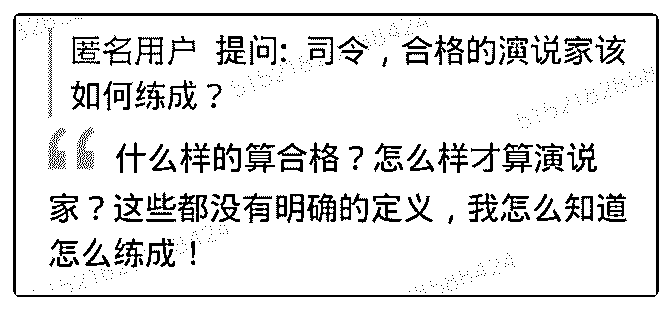 匿名用户 提问: 司令，合格的演说家该
如何练成？
“ 什么样的算合格？怎么样才算演说
家？这些都没有明确的定义，我怎么知道
怎么练成！